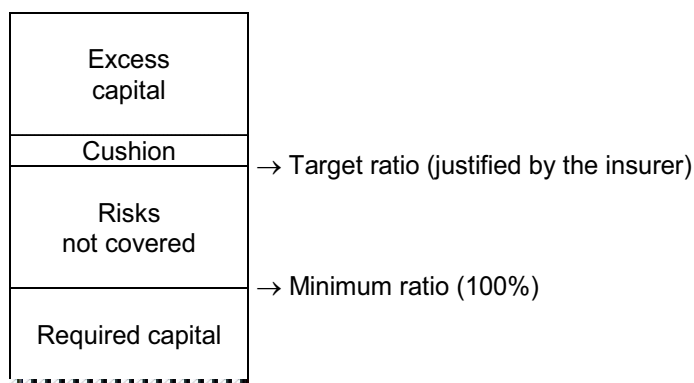 Excess
capital
Cushion
→ Target ratio (justified by the insurer)
Risks
not covered
→ Minimum ratio (100%)
Required capital